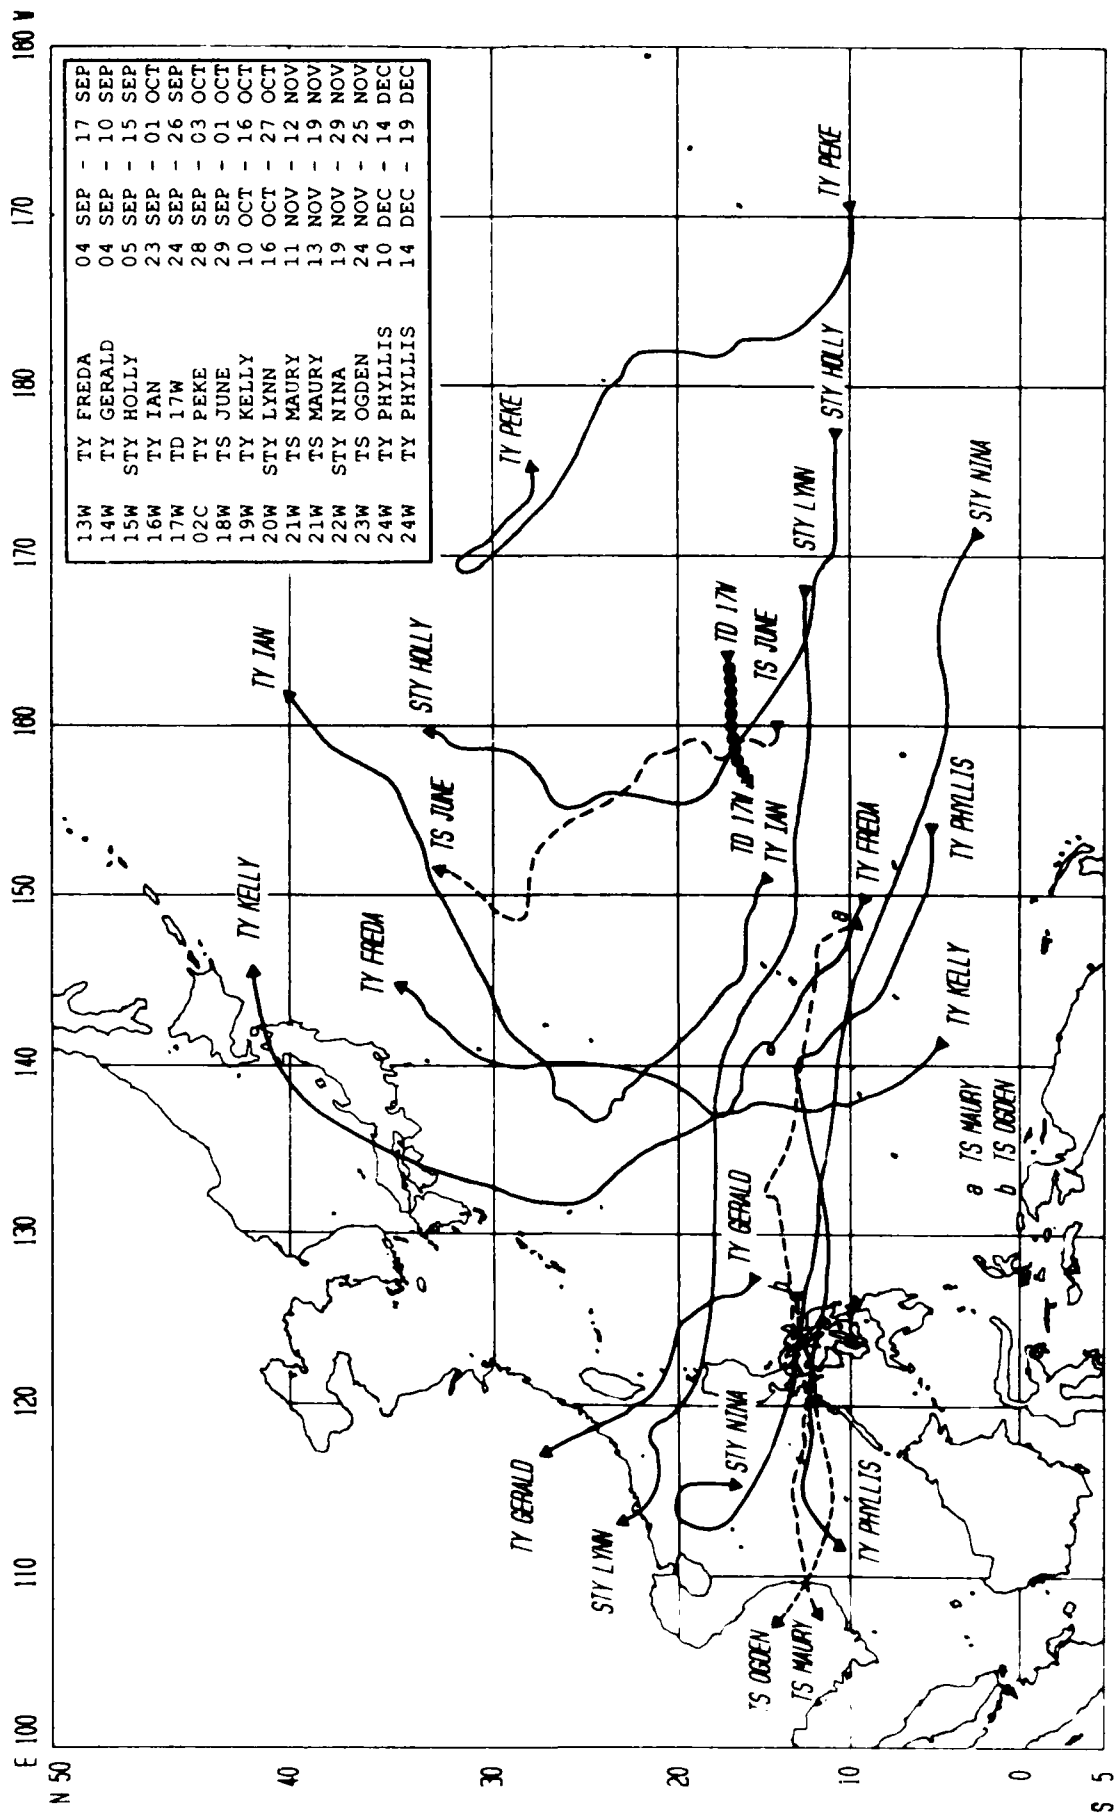 13W TY FREDA 04 SEP - 17 SEP
14W TY GERALD 04 SEP - 10 SEP
15W STY HOLLY 05 SEP - 15 SEP
16W TY IAN 23 SEP - 01 OCT
17W TD 17W 24 SEP - 26 SEP
02C TY PEKE 28 SEP - 03 OCT
18W TS JUNE 29 SEP - 01 OCT
19W TY KELLY 10 OCT - 16 OCT
20W STY LYNN 16 OCT - 27 OCT
21W TS MAURY 11 NOV - 12 NOV
21W TS MAURY 13 NOV - 19 NOV
22W STY NINA 19 NOV - 29 NOV
23W TS OGDEN 24 NOV - 25 NOV
24W TY PHYLLIS 10 DEC - 14 DEC
24W TY PHYLLIS 14 DEC - 19 DEC
E 100
110
120
130
140
150
160
170
180
170
160 W
N 50
40
30
20
10
0
S 5
TY KELLY
TY IAN
TY FREDA
STY HOLLY
TS JUNE
TY PEKE
TY PEKE
TY GERALD
STY LYNN
STY NINA
TY GERALD
TD 17W
TY IAN
TD 17W
TS JUNE
STY LYNN
STY HOLLY
TS OGDEN
TS MAURY
TY PHYLLIS
b
a
TY FREDA
TY KELLY
TY PHYLLIS
STY NINA
a TS MAURY
b TS OGDEN